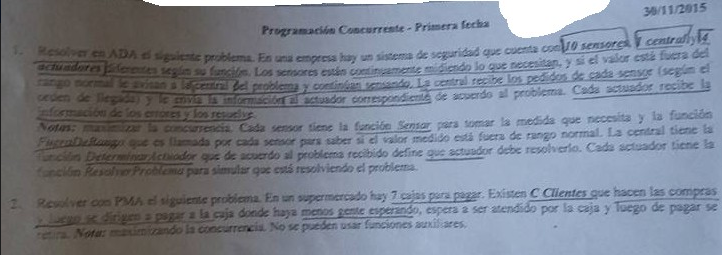 30/11/2015
Programación Concurrente - Primera fecha
1. Resolver en ADA el siguiente problema. En una empresa hay un sistema de seguridad que cuenta con 10 sensores, 1 central y 4
actuadores diferentes según su función. Los sensores están continuamente midiendo lo que necesitan, y si el valor está fuera del
rango normal le avisan a la central del problema y continúan sensando. La central recibe los pedidos de cada sensor (según el
orden de llegada) y le envía la información al actuador correspondiente de acuerdo al problema. Cada actuador recibe la
información de los errores y los resuelve.
Notas: maximizar la concurrencia. Cada sensor tiene la función Sensar para tomar la medida que necesita y la función
FueraDeRango que es llamada por cada sensor para saber si el valor medido está fuera de rango normal. La central tiene la
función DeterminarActuador que de acuerdo al problema recibido define que actuador debe resolverlo. Cada actuador tiene la
función ResolverProblema para simular que está resolviendo el problema.
2. Resolver con PMA el siguiente problema. En un supermercado hay 7 cajas para pagar. Existen C Clientes que hacen las compras
y luego se dirigen a pagar a la caja donde haya menos gente esperando, espera a ser atendido por la caja y luego de pagar se
retira. Nota: maximizando la concurrencia. No se pueden usar funciones auxiliares.